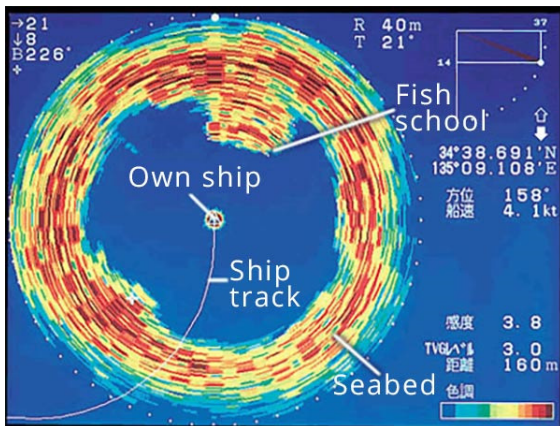 →21
↓8
B226°
R 40m
T 21°
37
14
Fish
school
34°38.691'N
135°09.108'E
Own ship
方位 158°
船速 4.1kt
Ship
track
感度 3.8
TVGレベル 3.0
距離 160m
Seabed
色調